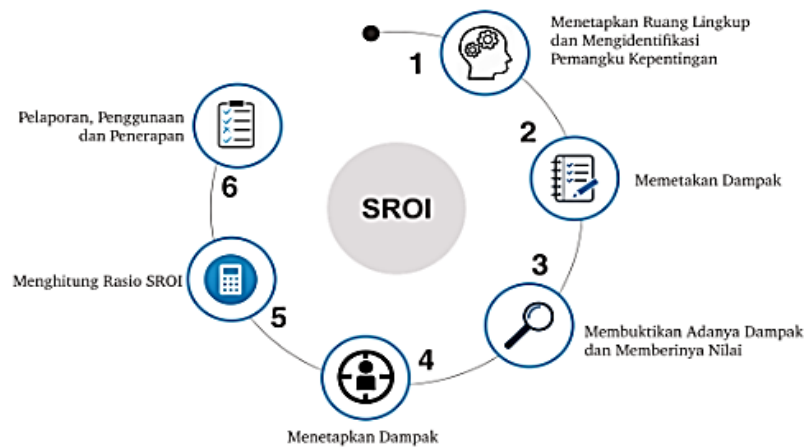 1
Menetapkan Ruang Lingkup
dan Mengidentifikasi
Pemangku Kepentingan
2
Memetakan Dampak
3
Membuktikan Adanya Dampak
dan Memberinya Nilai
4
Menetapkan Dampak
5
Menghitung Rasio SROI
6
Pelaporan, Penggunaan
dan Penerapan
SROI